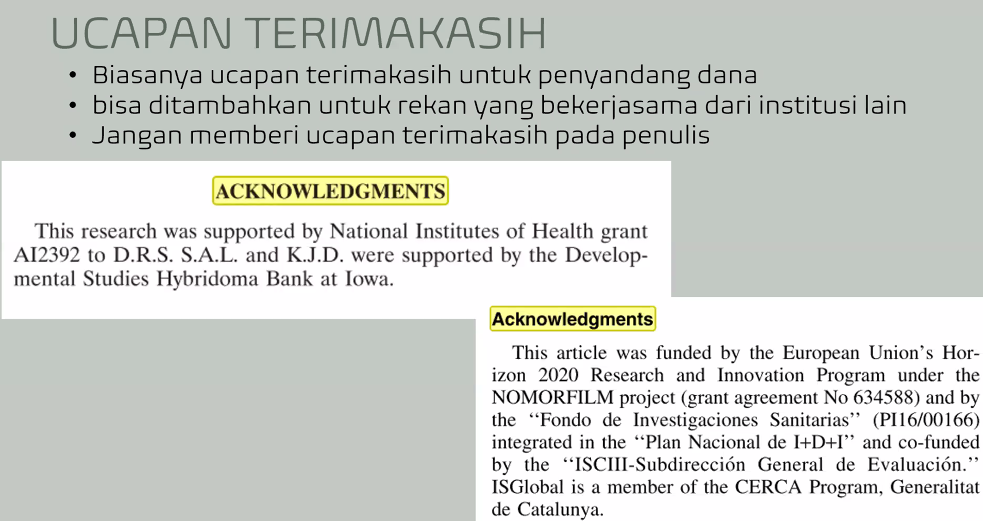 UCAPAN TERIMAKASIH
• Biasanya ucapan terimakasih untuk penyandang dana
• bisa ditambahkan untuk rekan yang bekerjasama dari institusi lain
• Jangan memberi ucapan terimakasih pada penulis
ACKNOWLEDGMENTS
This research was supported by National Institutes of Health grant
AI2392 to D.R.S. S.A.L. and K.J.D. were supported by the Develop-
mental Studies Hybridoma Bank at Iowa.
Acknowledgments
This article was funded by the European Union's Hor-
izon 2020 Research and Innovation Program under the
NOMORFILM project (grant agreement No 634588) and by
the ‘‘Fondo de Investigaciones Sanitarias’’ (PI16/00166)
integrated in the ‘‘Plan Nacional de I+D+I’’ and co-funded
by the ‘‘ISCIII-Subdirección General de Evaluación.’’
ISGlobal is a member of the CERCA Program, Generalitat
de Catalunya.